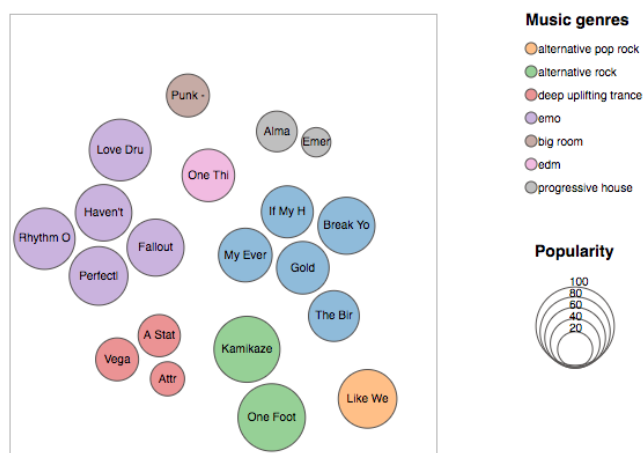 Music genres
alternative pop rock
alternative rock
deep uplifting trance
emo
big room
edm
progressive house
Popularity
100
80
60
40
20
Punk -
Alma
Emer
Love Dru
One Thi
Haven't
If My H
Break Yo
Rhythm O
Fallout
My Ever
Gold
Perfectl
The Bir
A Stat
Vega
Kamikaze
Attr
Like We
One Foot